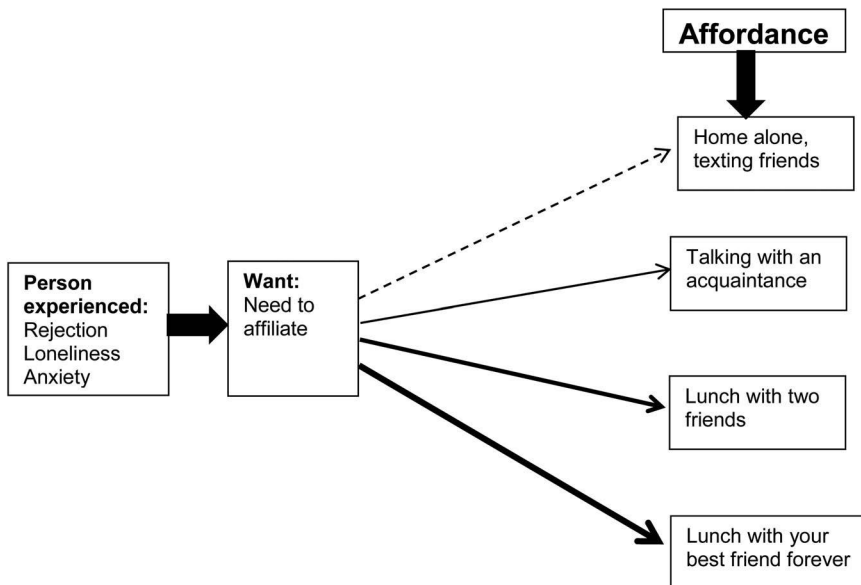 Affordance
Home alone,
texting friends
Talking with an
acquaintance
Person
experienced:
Rejection
Loneliness
Anxiety
Want:
Need to
affiliate
Lunch with two
friends
Lunch with your
best friend forever